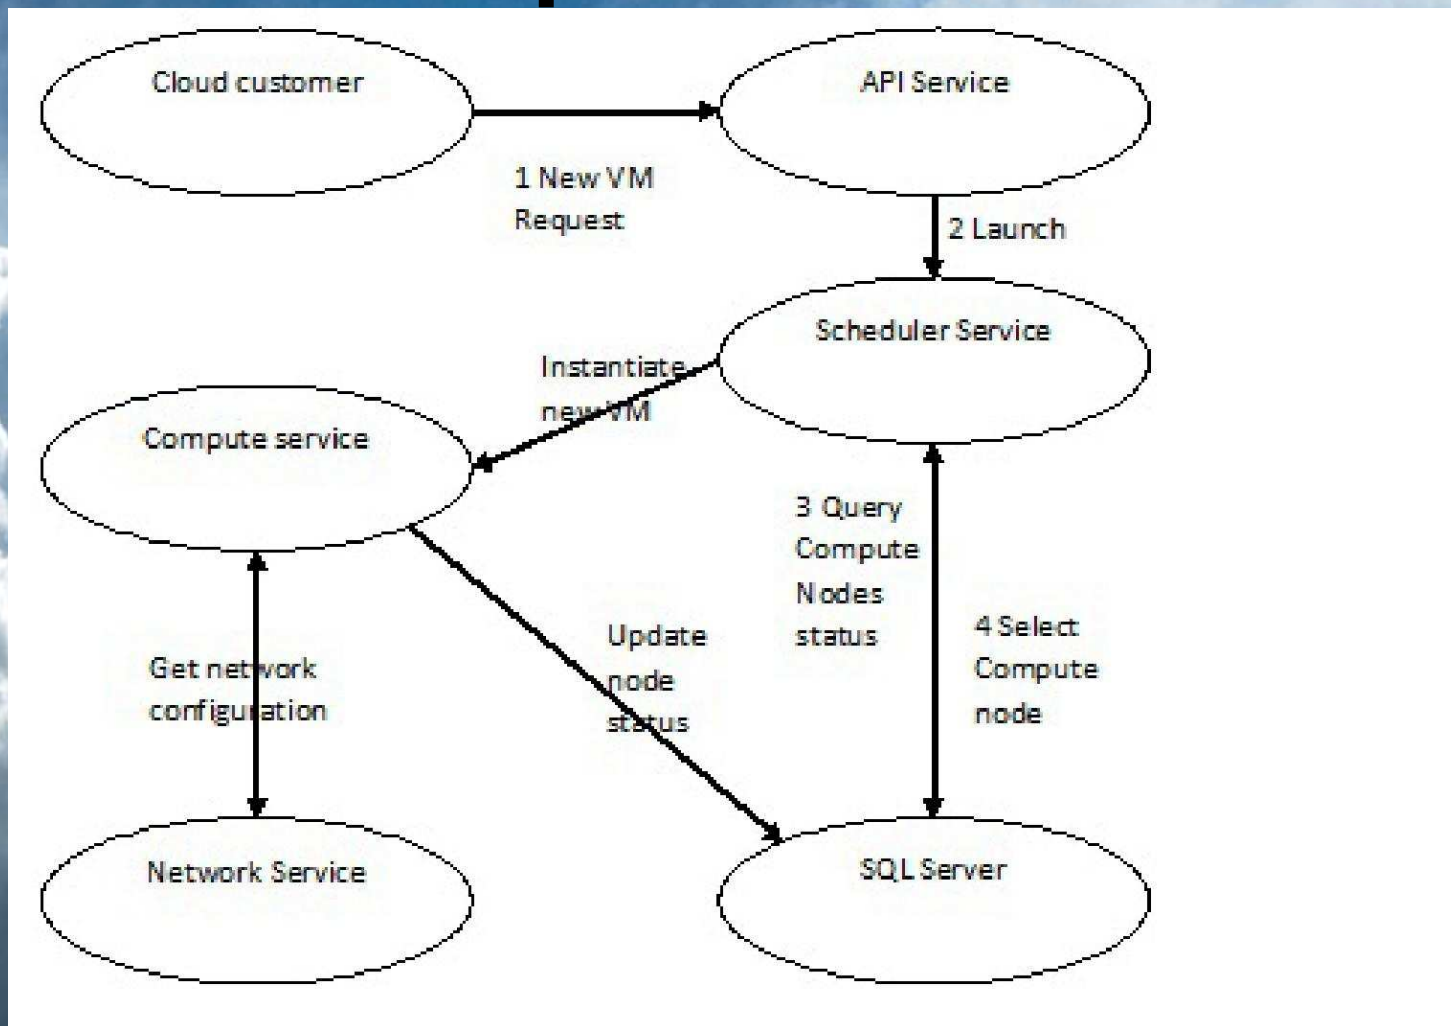 Cloud customer
API Service
1 New VM
Request
2 Launch
Scheduler Service
Instantiate
new VM
Compute service
3 Query
Compute
Nodes
status
4 Select
Compute
node
Update
node
status
Get network
configuration
Network Service
SQL Server